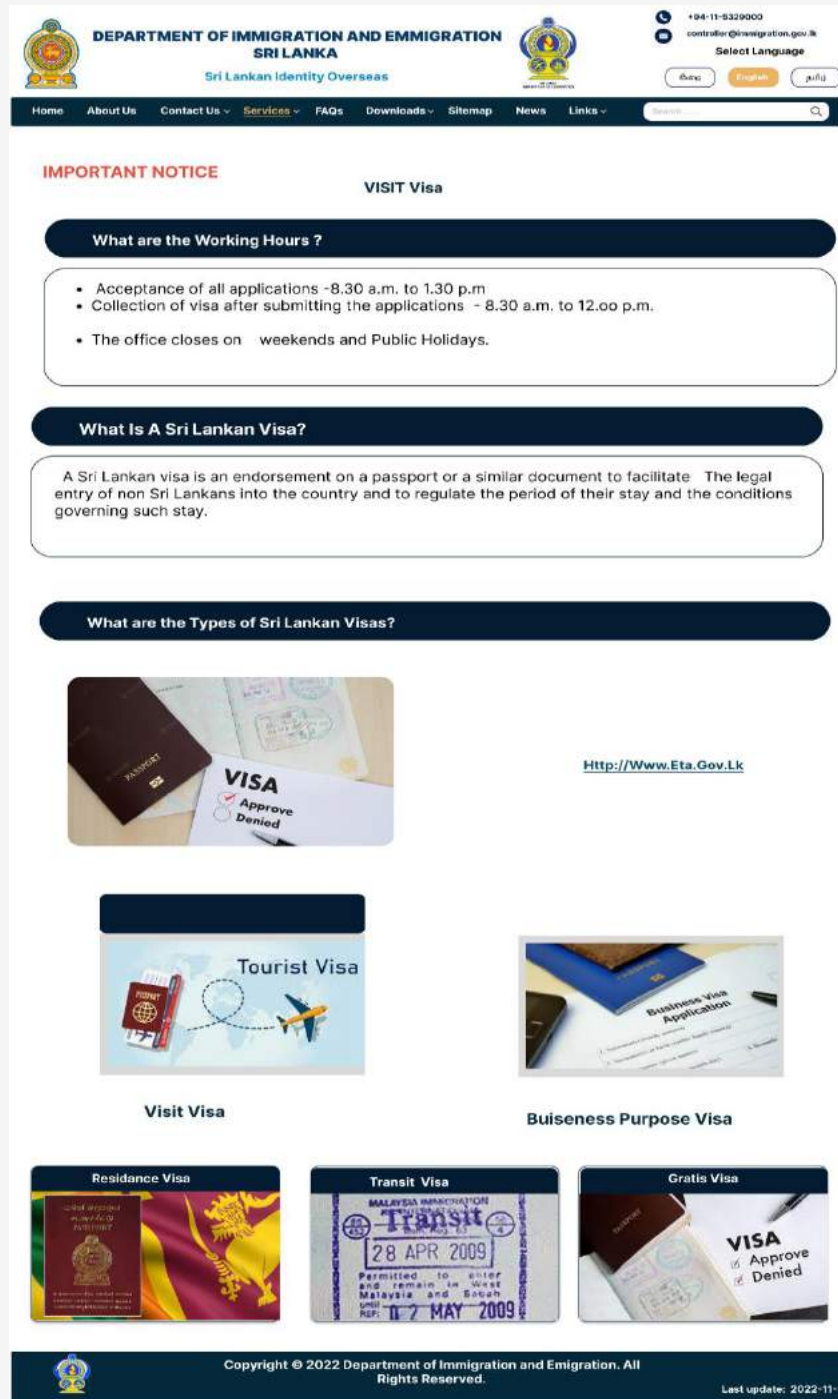 DEPARTMENT OF IMMIGRATION AND EMMIGRATION
SRI LANKA
Sri Lankan Identity Overseas
+94-11-5329000
controller@immigration.gov.lk
Select Language
සිංහල
English
தமிழ்
Home About Us Contact Us Services FAQs Downloads Sitemap News Links
Search......
IMPORTANT NOTICE
VISIT Visa
What are the Working Hours ?
• Acceptance of all applications -8.30 a.m. to 1.30 p.m
• Collection of visa after submitting the applications - 8.30 a.m. to 12.oo p.m.
• The office closes on weekends and Public Holidays.
What Is A Sri Lankan Visa?
A Sri Lankan visa is an endorsement on a passport or a similar document to facilitate The legal
entry of non Sri Lankans into the country and to regulate the period of their stay and the conditions
governing such stay.
What are the Types of Sri Lankan Visas?
PASSPORT
VISA
Approve
Denied
Http://Www.Eta.Gov.Lk
Tourist Visa
PASSPORT
Business Visa
Application
Visit Visa
Buiseness Purpose Visa
Residance Visa
PASSPORT
Transit Visa
MALAYSIA IMMIGRATION
Transit
28 APR 2009
Permitted to enter
and remain in West
Malaysia and Sabah
REP: 02 MAY 2009
Gratis Visa
PASSPORT
VISA
Approve
Denied
Copyright © 2022 Department of Immigration and Emigration. All
Rights Reserved.
Last update: 2022-11-